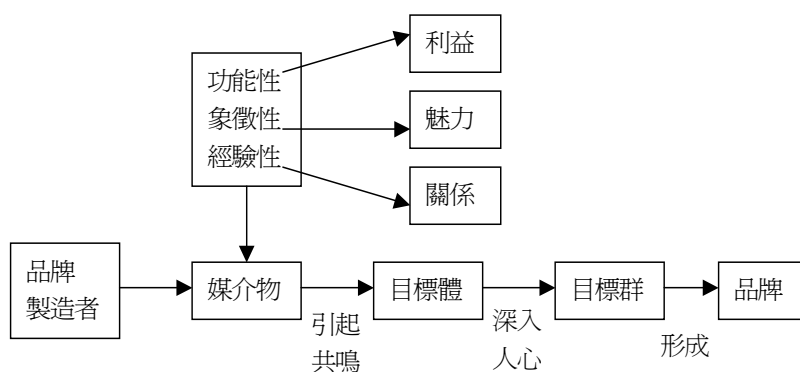 利益
功能性
象徵性
魅力
經驗性
關係
品牌
製造者
媒介物
目標體
目標群
品牌
引起
共鳴
深入
人心
形成